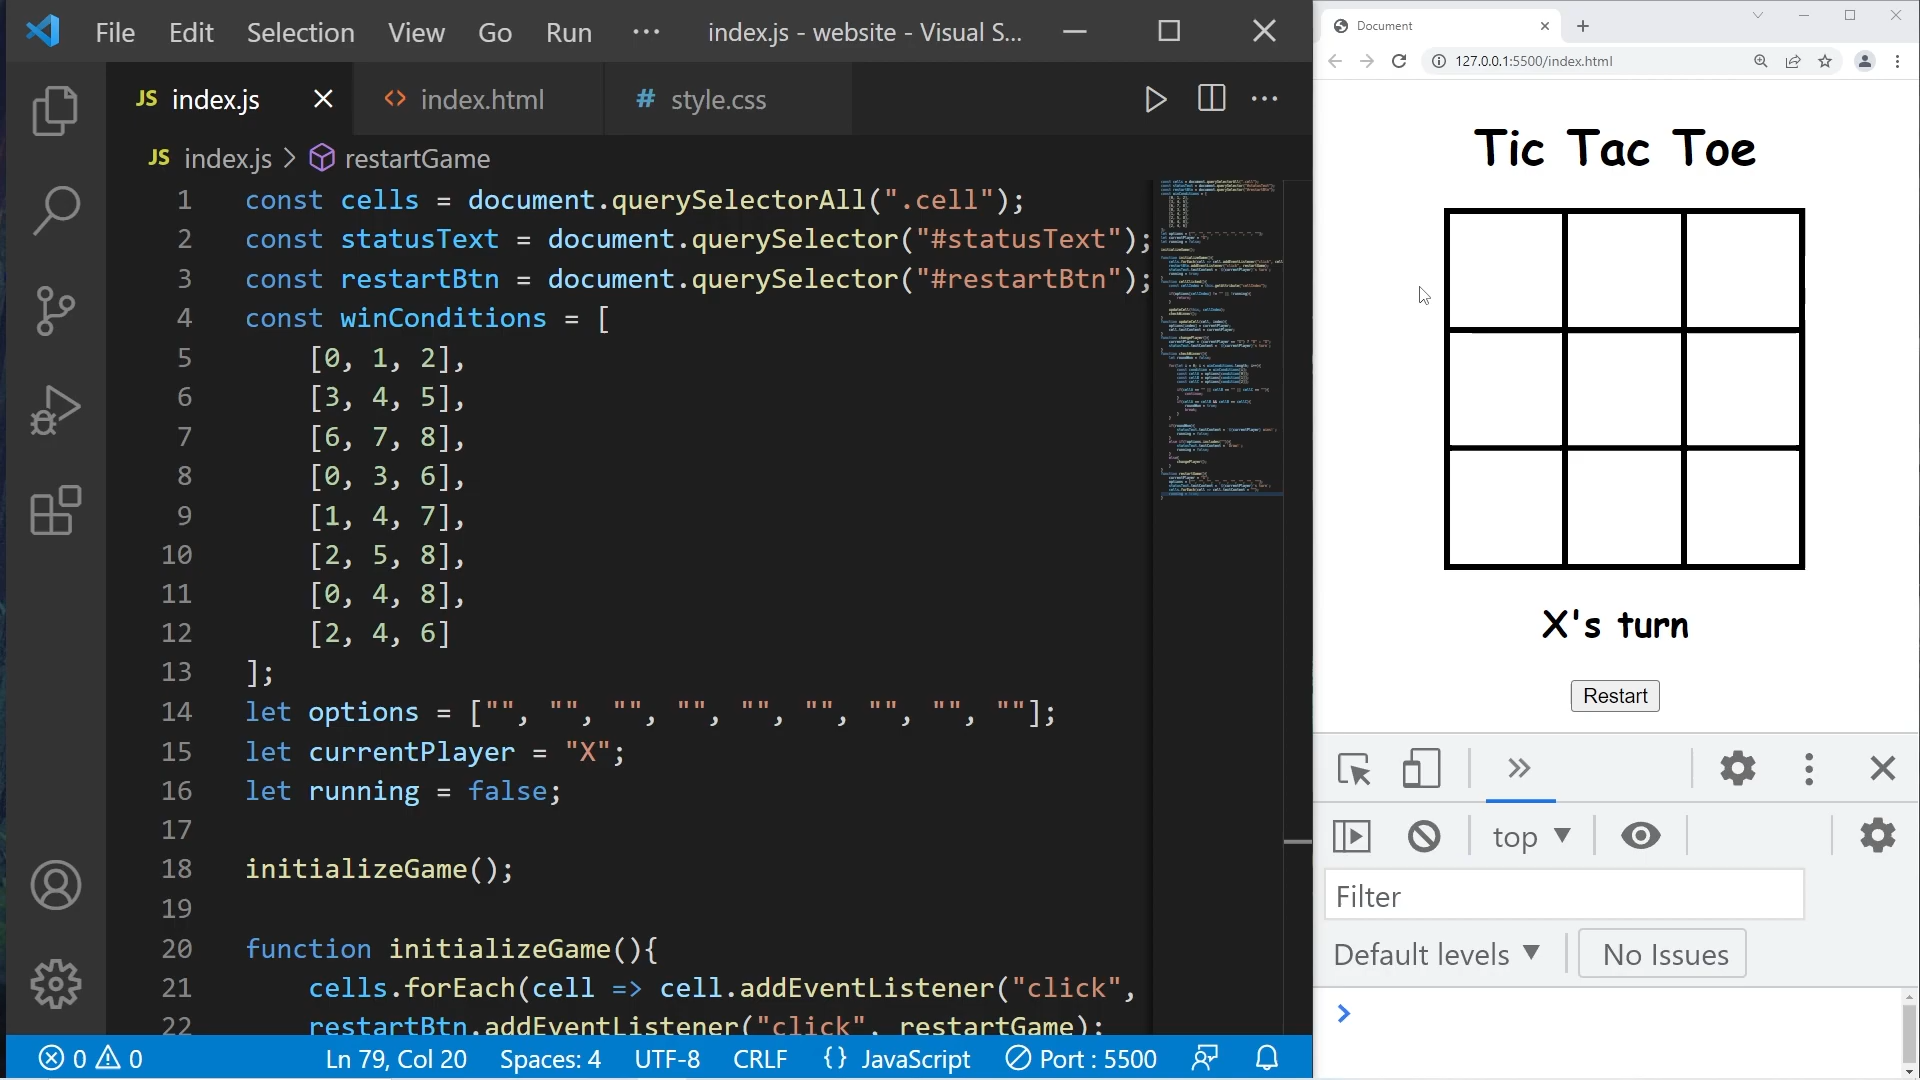 File Edit Selection View Go Run ··· index.js - website - Visual S...
JS index.js <> index.html # style.css
JS index.js > restartGame
1 const cells = document.querySelectorAll(".cell");
2 const statusText = document.querySelector("#statusText");
3 const restartBtn = document.querySelector("#restartBtn");
4 const winConditions = [
5 [0, 1, 2],
6 [3, 4, 5],
7 [6, 7, 8],
8 [0, 3, 6],
9 [1, 4, 7],
10 [2, 5, 8],
11 [0, 4, 8],
12 [2, 4, 6]
13 ];
14 let options = ["", "", "", "", "", "", "", "", ""];
15 let currentPlayer = "X";
16 let running = false;
17
18 initializeGame();
19
20 function initializeGame(){
21 cells.forEach(cell => cell.addEventListener("click",
22 restartBtn.addEventListener("click", restartGame);
0 0 Ln 79, Col 20 Spaces: 4 UTF-8 CRLF {} JavaScript Port : 5500
Document
127.0.0.1:5500/index.html
Tic Tac Toe
X's turn
Restart
top
Filter
Default levels No Issues